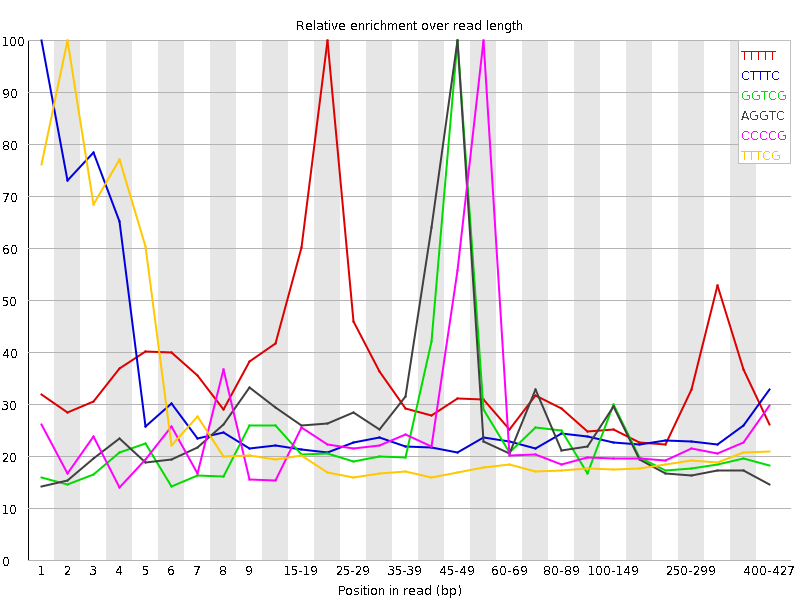 Relative enrichment over read length
100
90
80
70
60
50
40
30
20
10
0
TTTTT
CTTTC
GGTCG
AGGTC
CCCCG
TTTCG
1 2 3 4 5 6 7 8 9 15-19 25-29 35-39 45-49 60-69 80-89 100-149 250-299 400-427
Position in read (bp)